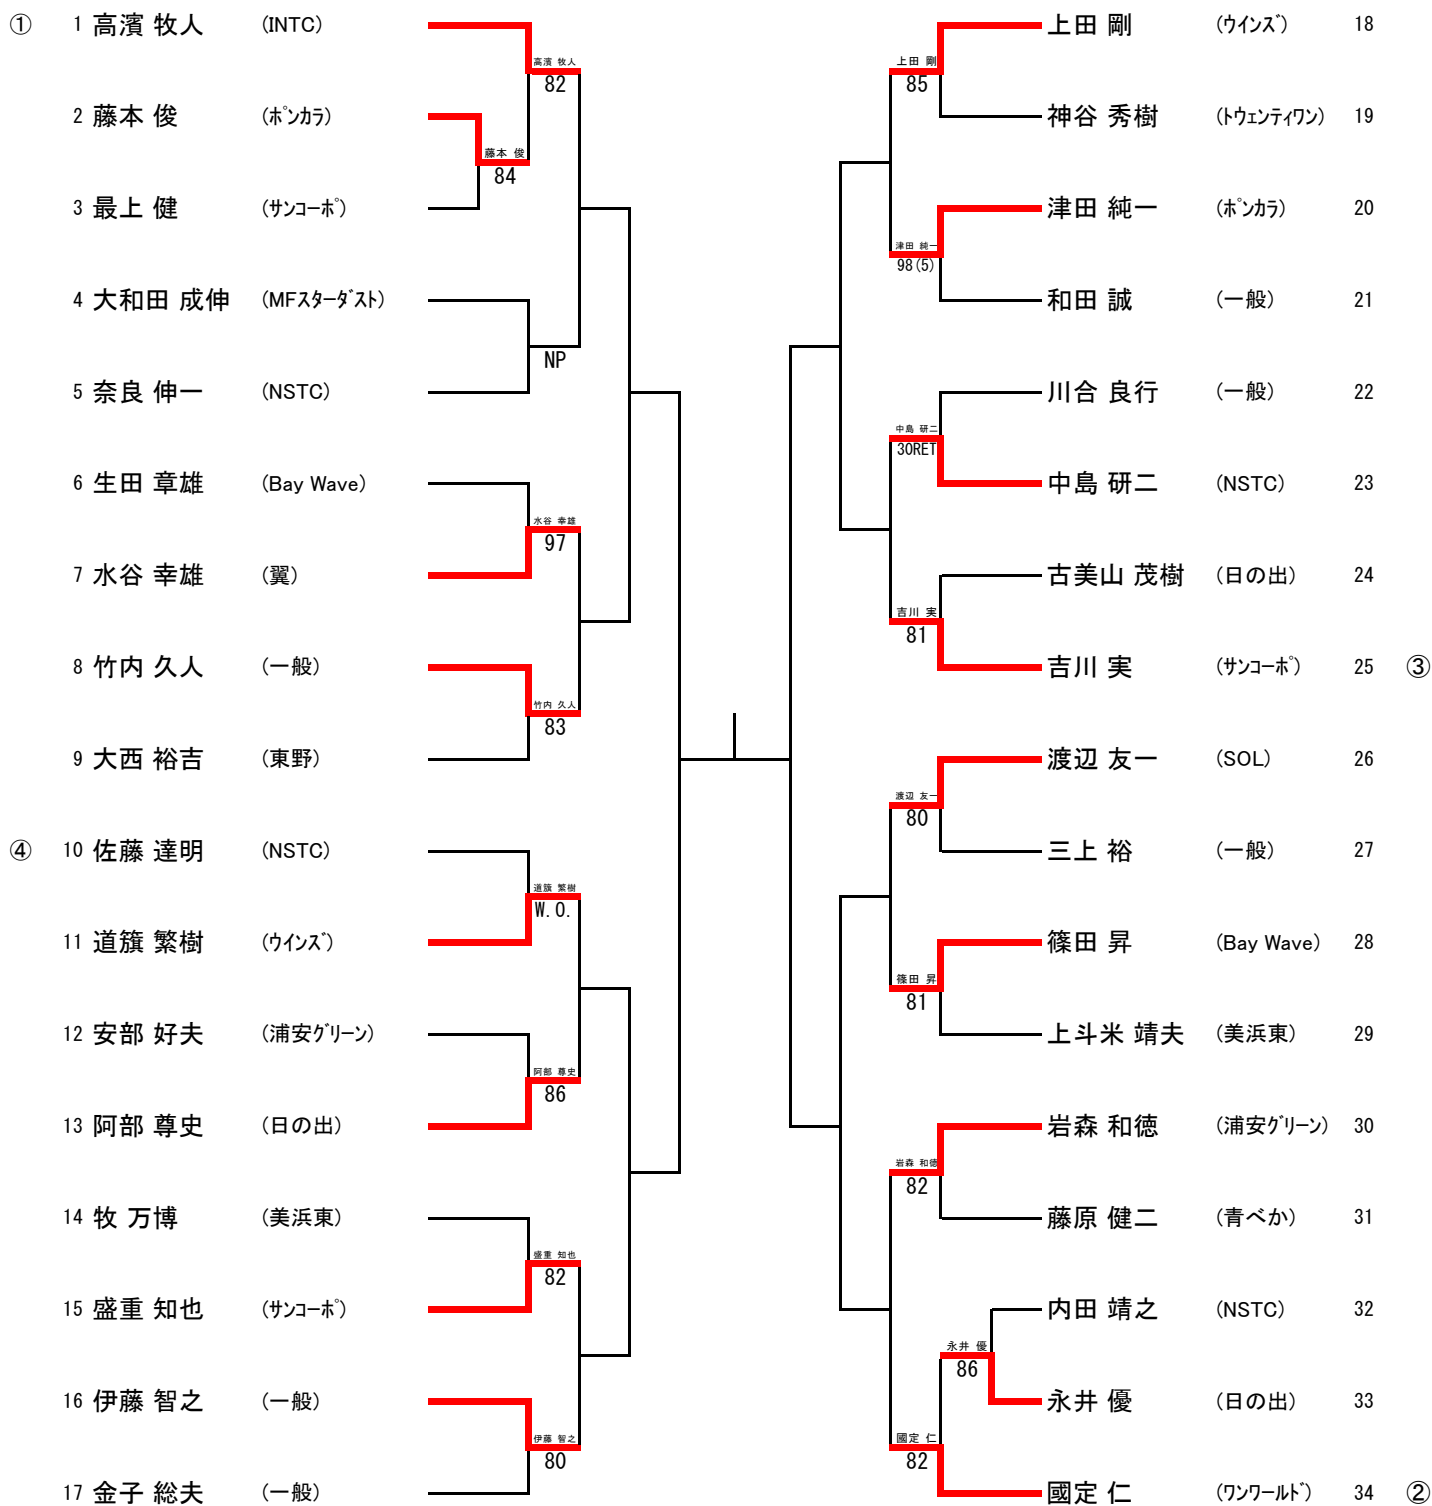 ① 1 高濱 牧人 (INTC)
高濱 牧人
82
2 藤本 俊 (ポンカラ)
藤本 俊
84
3 最上 健 (サンコーポ)
4 大和田 成伸 (MFスターダスト)
NP
5 奈良 伸一 (NSTC)
6 生田 章雄 (Bay Wave)
水谷 幸雄
97
7 水谷 幸雄 (翼)
8 竹内 久人 (一般)
竹内 久人
83
9 大西 裕吉 (東野)
④ 10 佐藤 達明 (NSTC)
道簱 繁樹
W.O.
11 道簱 繁樹 (ウインズ)
12 安部 好夫 (浦安グリーン)
阿部 尊史
86
13 阿部 尊史 (日の出)
14 牧 万博 (美浜東)
盛重 知也
82
15 盛重 知也 (サンコーポ)
16 伊藤 智之 (一般)
伊藤 智之
80
17 金子 総夫 (一般)
上田 剛 (ウインズ) 18
上田 剛
85
神谷 秀樹 (トウェンティワン) 19
津田 純一 (ポンカラ) 20
津田 純一
98(5)
和田 誠 (一般) 21
川合 良行 (一般) 22
中島 研二
30RET
中島 研二 (NSTC) 23
古美山 茂樹 (日の出) 24
吉川 実
81
吉川 実 (サンコーポ) 25 ③
渡辺 友一 (SOL) 26
渡辺 友一
80
三上 裕 (一般) 27
篠田 昇 (Bay Wave) 28
篠田 昇
81
上斗米 靖夫 (美浜東) 29
岩森 和徳 (浦安グリーン) 30
岩森 和徳
82
藤原 健二 (青べか) 31
内田 靖之 (NSTC) 32
永井 優
86
永井 優 (日の出) 33
國定 仁
82
國定 仁 (ワンワールド) 34 ②